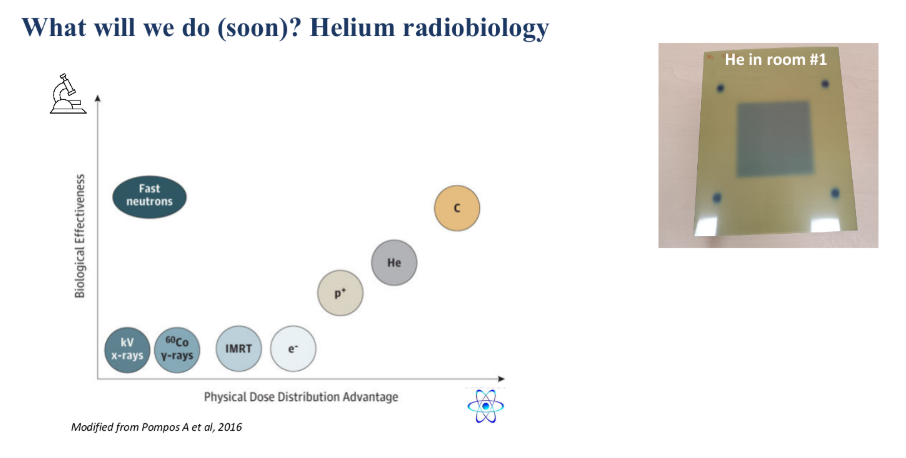 What will we do (soon)? Helium radiobiology
He in room #1
Biological Effectiveness
Fast
neutrons
C
He
p⁺
kV
x-rays
⁶⁰Co
γ-rays
IMRT
e⁻
Physical Dose Distribution Advantage
Modified from Pompos A et al, 2016